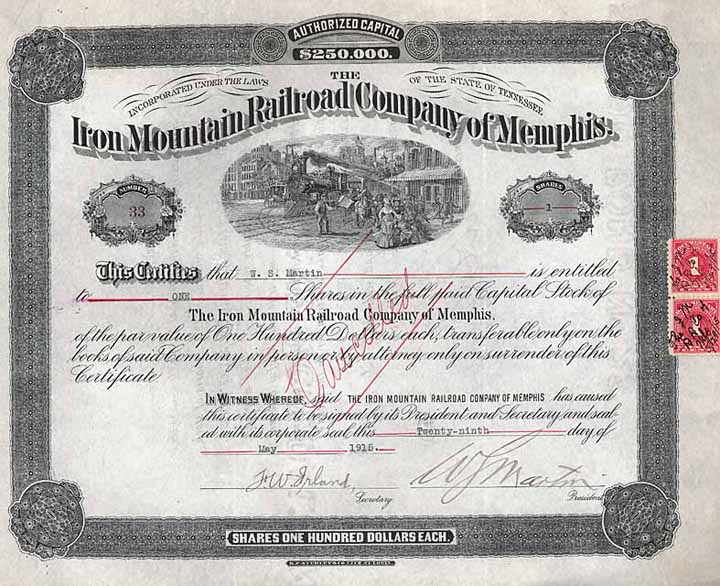 AUTHORIZED CAPITAL
$250.000.
INCORPORATED UNDER THE LAWS
THE
OF THE STATE OF TENNESSEE
Iron Mountain Railroad Company of Memphis.
NUMBER
33
SHARES
1
This Certifies that W. S. Martin is entitled
to ONE Shares in the full paid Capital Stock of
The Iron Mountain Railroad Company of Memphis,
of the par value of One Hundred Dollars each, transferable only on the
books of said Company in person or by attorney only on surrender of this
Certificate
IN WITNESS WHEREOF, said THE IRON MOUNTAIN RAILROAD COMPANY OF MEMPHIS has caused
this certificate to be signed by its President and Secretary and seal-
ed with its corporate seal this Twenty-ninth day of
May 1915.
Secretary
W S Martin
President
SHARES ONE HUNDRED DOLLARS EACH.